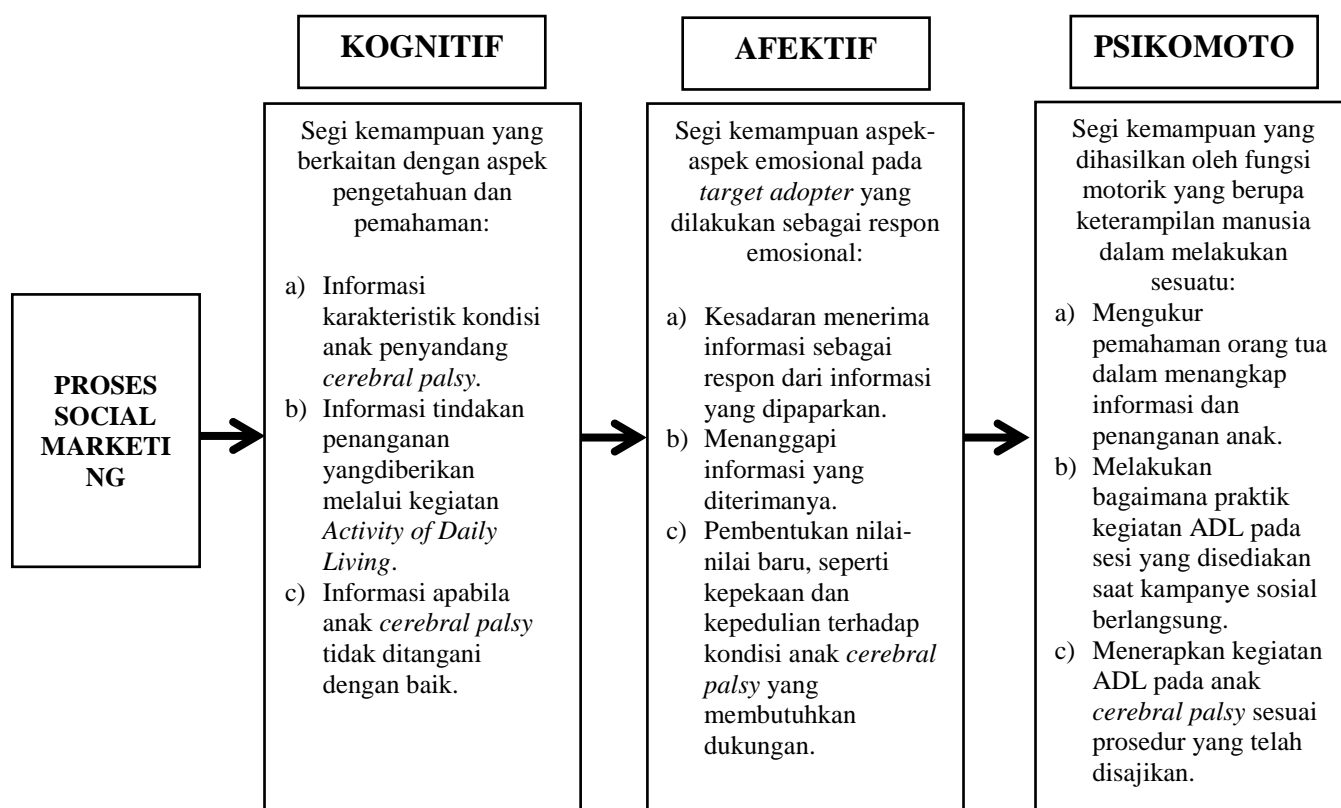 KOGNITIF
AFEKTIF
PSIKOMOTO
PROSES
SOCIAL
MARKETI
NG
Segi kemampuan yang
berkaitan dengan aspek
pengetahuan dan
pemahaman:
a) Informasi
karakteristik kondisi
anak penyandang
cerebral palsy.
b) Informasi tindakan
penanganan
yangdiberikan
melalui kegiatan
Activity of Daily
Living.
c) Informasi apabila
anak cerebral palsy
tidak ditangani
dengan baik.
Segi kemampuan aspek-
aspek emosional pada
target adopter yang
dilakukan sebagai respon
emosional:
a) Kesadaran menerima
informasi sebagai
respon dari informasi
yang dipaparkan.
b) Menanggapi
informasi yang
diterimanya.
c) Pembentukan nilai-
nilai baru, seperti
kepekaan dan
kepedulian terhadap
kondisi anak cerebral
palsy yang
membutuhkan
dukungan.
Segi kemampuan yang
dihasilkan oleh fungsi
motorik yang berupa
keterampilan manusia
dalam melakukan
sesuatu:
a) Mengukur
pemahaman orang tua
dalam menangkap
informasi dan
penanganan anak.
b) Melakukan
bagaimana praktik
kegiatan ADL pada
sesi yang disediakan
saat kampanye sosial
berlangsung.
c) Menerapkan kegiatan
ADL pada anak
cerebral palsy sesuai
prosedur yang telah
disajikan.